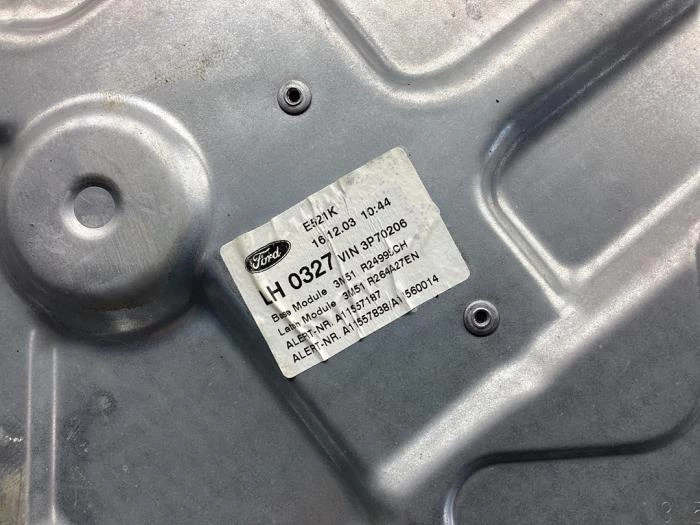 E521K
16.12.03 10:44
Ford
LH 0327 VIN 3P70206
Base Module 3M51 R24995CH
Latch Module 3M51 R264A27EN
ALERT-NR. A11557187
ALERT-NR. A11557838/A11560014